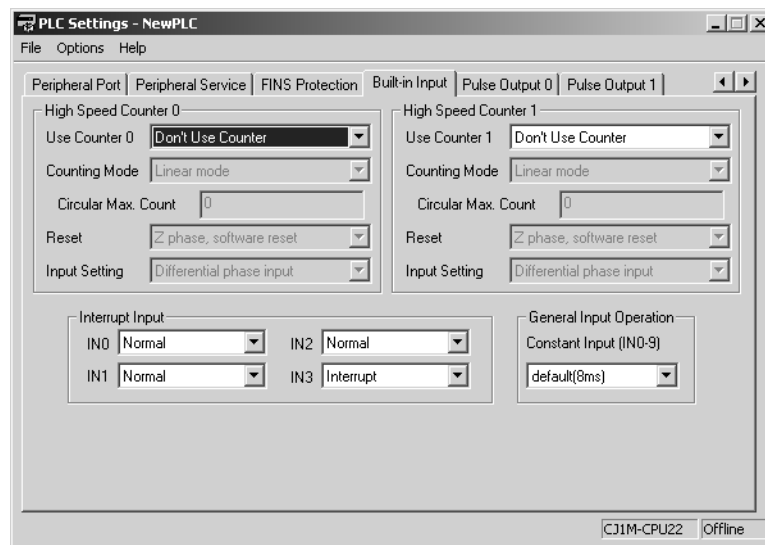 PLC Settings - NewPLC
File Options Help
Peripheral Port Peripheral Service FINS Protection Built-in Input Pulse Output 0 Pulse Output 1
High Speed Counter 0
Use Counter 0 Don't Use Counter
Counting Mode Linear mode
Circular Max. Count 0
Reset Z phase, software reset
Input Setting Differential phase input
High Speed Counter 1
Use Counter 1 Don't Use Counter
Counting Mode Linear mode
Circular Max. Count 0
Reset Z phase, software reset
Input Setting Differential phase input
Interrupt Input
IN0 Normal IN2 Normal
IN1 Normal IN3 Interrupt
General Input Operation
Constant Input (IN0-9)
default(8ms)
CJ1M-CPU22 Offline